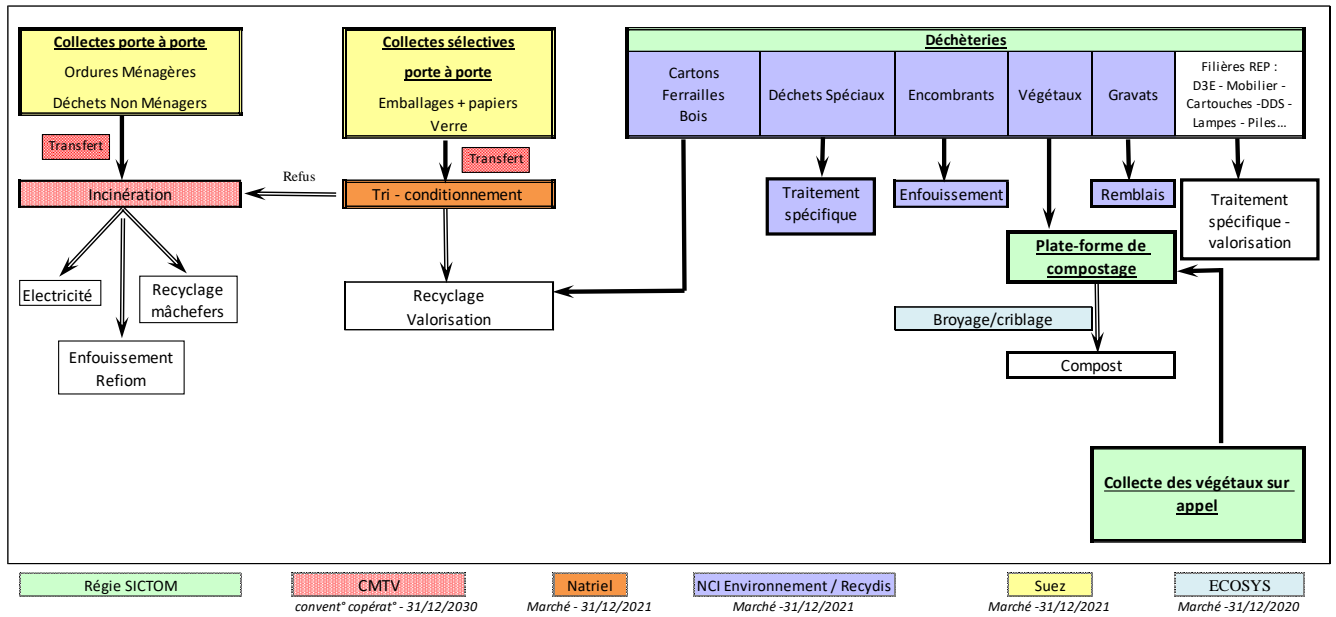 Collectes porte à porte
Ordures Ménagères
Déchets Non Ménagers
Transfert
Incinération
Electricité
Recyclage
mâchefers
Enfouissement
Refiom
Refus
Collectes sélectives
porte à porte
Emballages + papiers
Verre
Transfert
Tri - conditionnement
Recyclage
Valorisation
Déchèteries
Cartons
Ferrailles
Bois
Déchets Spéciaux
Encombrants
Végétaux
Gravats
Filières REP :
D3E - Mobilier -
Cartouches -DDS -
Lampes - Piles...
Traitement
spécifique
Enfouissement
Remblais
Traitement
spécifique -
valorisation
Plate-forme de
compostage
Broyage/criblage
Compost
Collecte des végétaux sur
appel
Régie SICTOM
CMTV
convent° copérat° - 31/12/2030
Natriel
Marché - 31/12/2021
NCI Environnement / Recydis
Marché -31/12/2021
Suez
Marché -31/12/2021
ECOSYS
Marché -31/12/2020